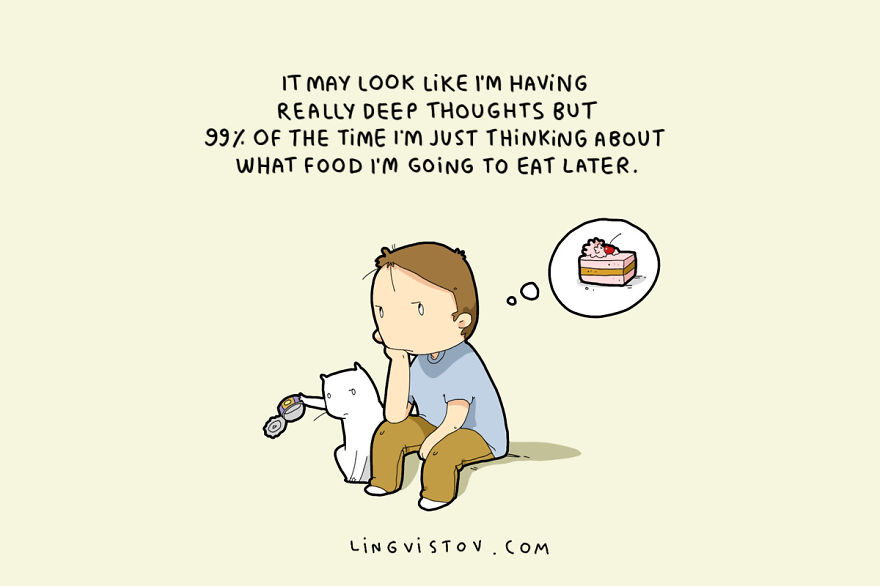 IT MAY LOOK LIKE I'M HAVING
REALLY DEEP THOUGHTS BUT
99% OF THE TIME I'M JUST THINKING ABOUT
WHAT FOOD I'M GOING TO EAT LATER.
LINGVISTOV.COM